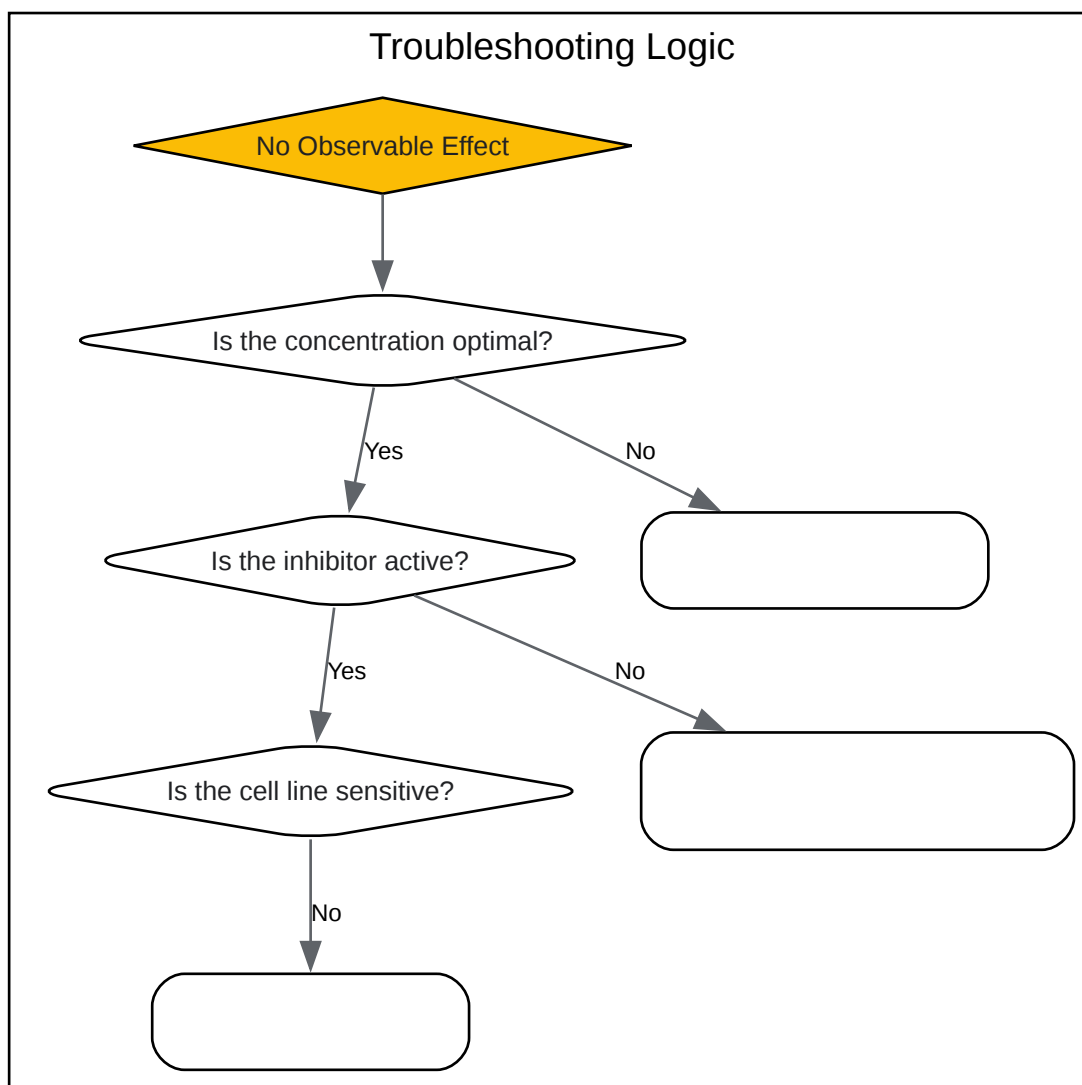 Troubleshooting Logic
No Observable Effect
Is the concentration optimal?
Yes
No
Is the inhibitor active?
Yes
No
Is the cell line sensitive?
No